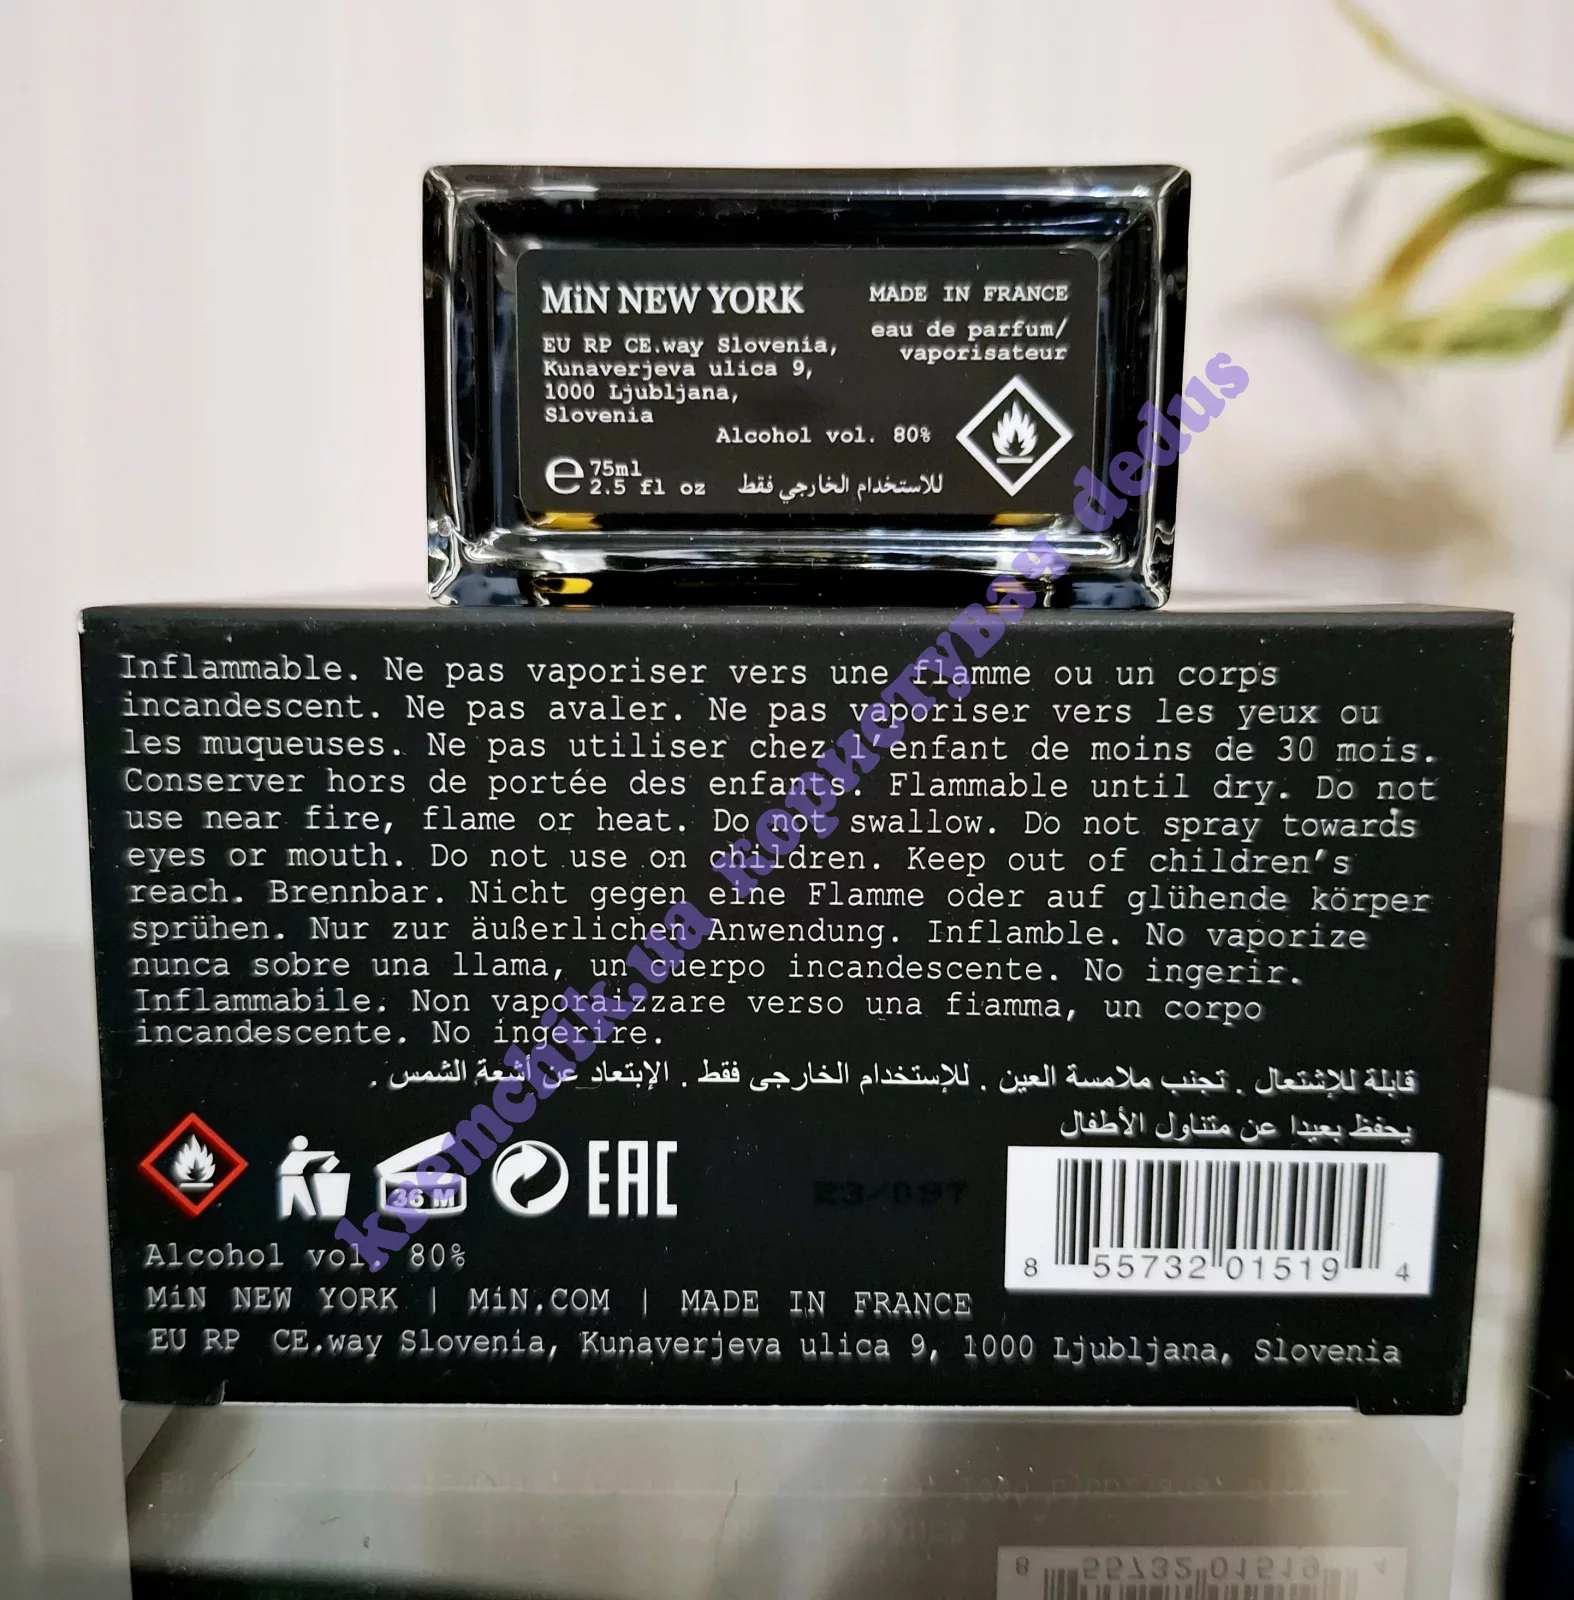 MiN NEW YORK
MADE IN FRANCE
eau de parfum/
vaporisateur
EU RP CE.way Slovenia,
Kunaverjeva ulica 9,
1000 Ljubljana,
Slovenia
Alcohol vol. 80%
e 75ml
2.5 fl oz
للاستخدام الخارجي فقط
Inflammable. Ne pas vaporiser vers une flamme ou un corps
incandescent. Ne pas avaler. Ne pas vaporiser vers les yeux ou
les muqueuses. Ne pas utiliser chez l'enfant de moins de 30 mois.
Conserver hors de portée des enfants. Flammable until dry. Do not
use near fire, flame or heat. Do not swallow. Do not spray towards
eyes or mouth. Do not use on children. Keep out of children's
reach. Brennbar. Nicht gegen eine Flamme oder auf glühende körper
sprühen. Nur zur äußerlichen Anwendung. Inflamble. No vaporize
nunca sobre una llama, un cuerpo incandescente. No ingerir.
Inflammabile. Non vaporaizzare verso una fiamma, un corpo
incandescente. No ingerire.
قابلة للإشتعال . تجنب ملامسة العين . للإستخدام الخارجى فقط . الإبتعاد عن أشعة الشمس .
يحفظ بعيدا عن متناول الأطفال
36 M
EAC
8 55732 01519 4
Alcohol vol. 80%
MiN NEW YORK | MiN.COM | MADE IN FRANCE
EU RP CE.way Slovenia, Kunaverjeva ulica 9, 1000 Ljubljana, Slovenia
kremchik.ua користувач dedus